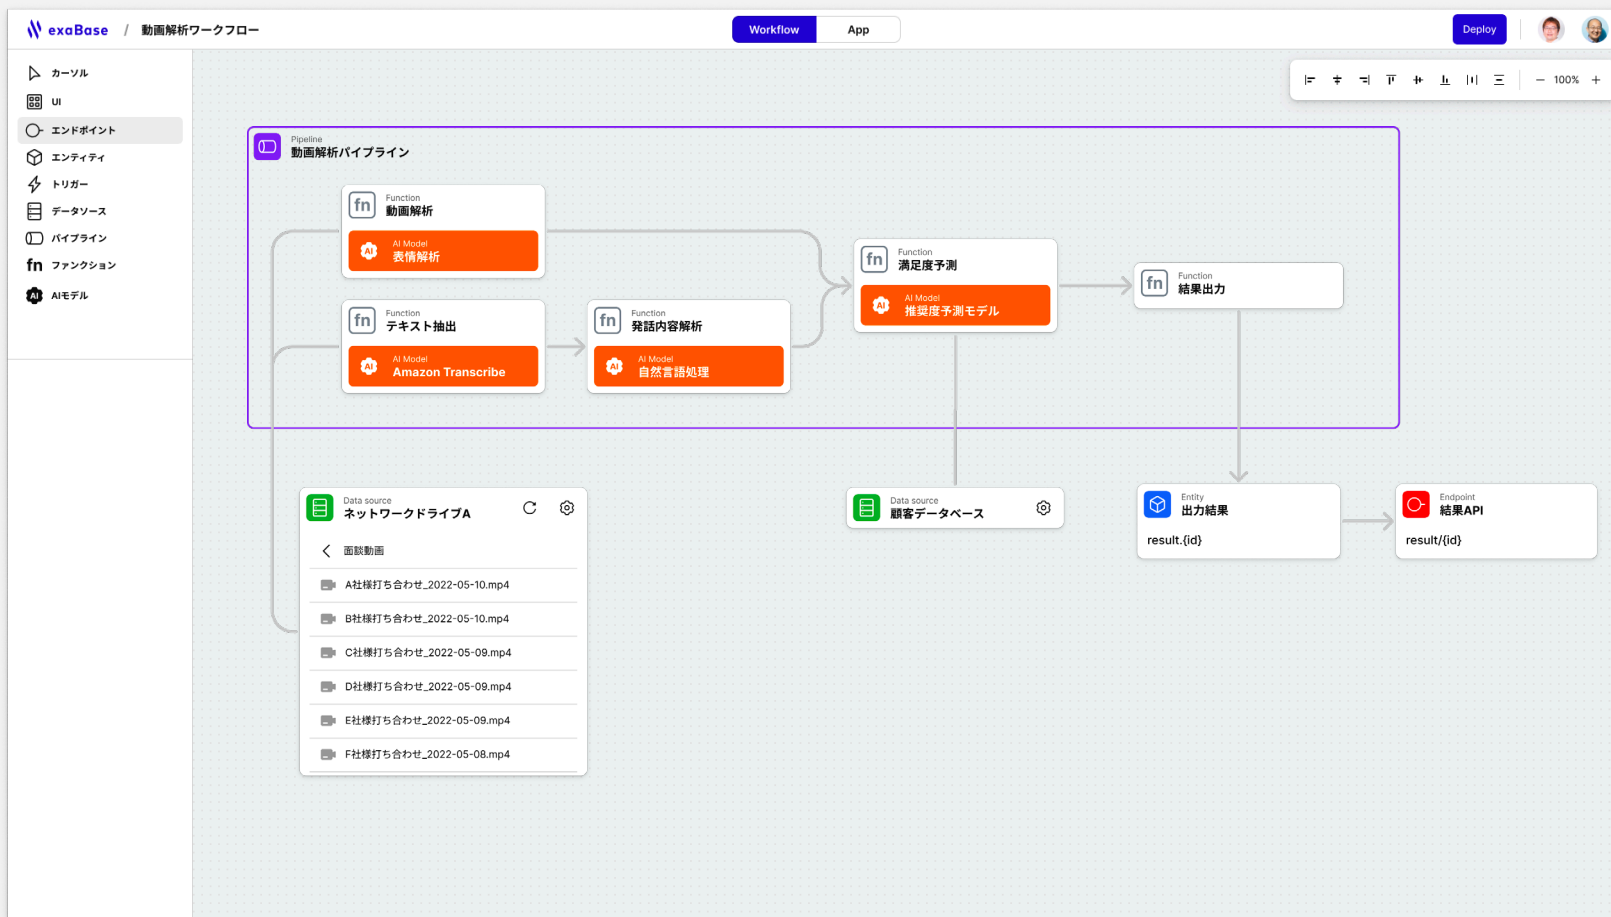 exaBase / 動画解析ワークフロー
Workflow
App
Deploy
カーソル
UI
エンドポイント
エンティティ
トリガー
データソース
パイプライン
fn ファンクション
AI AIモデル
100%
Pipeline
動画解析パイプライン
fn
Function
動画解析
AI
AI Model
表情解析
fn
Function
テキスト抽出
AI
AI Model
Amazon Transcribe
fn
Function
発話内容解析
AI
AI Model
自然言語処理
fn
Function
満足度予測
AI
AI Model
推奨度予測モデル
fn
Function
結果出力
Data source
ネットワークドライブA
面談動画
A社様打ち合わせ_2022-05-10.mp4
B社様打ち合わせ_2022-05-10.mp4
C社様打ち合わせ_2022-05-09.mp4
D社様打ち合わせ_2022-05-09.mp4
E社様打ち合わせ_2022-05-09.mp4
F社様打ち合わせ_2022-05-08.mp4
Data source
顧客データベース
Entity
出力結果
result.{id}
Endpoint
結果API
result/{id}